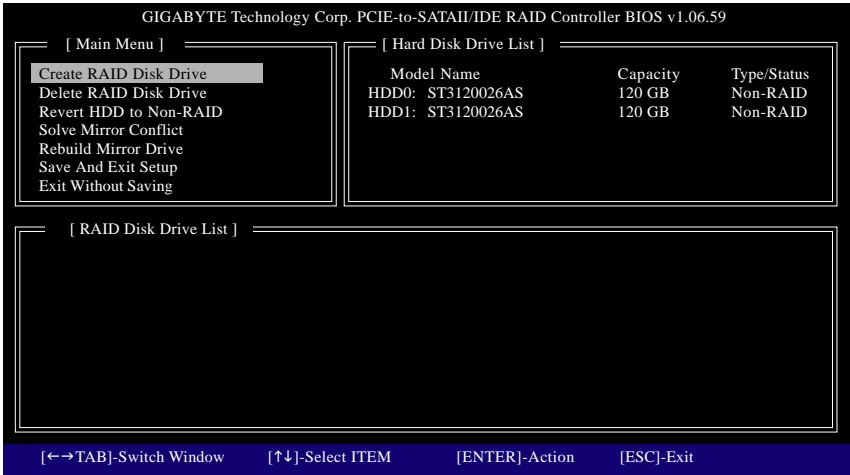 GIGABYTE Technology Corp. PCIE-to-SATAII/IDE RAID Controller BIOS v1.06.59
[ Main Menu ]
Create RAID Disk Drive
Delete RAID Disk Drive
Revert HDD to Non-RAID
Solve Mirror Conflict
Rebuild Mirror Drive
Save And Exit Setup
Exit Without Saving
[ Hard Disk Drive List ]
Model Name Capacity Type/Status
HDD0: ST3120026AS 120 GB Non-RAID
HDD1: ST3120026AS 120 GB Non-RAID
[ RAID Disk Drive List ]
[←→TAB]-Switch Window [↑↓]-Select ITEM [ENTER]-Action [ESC]-Exit